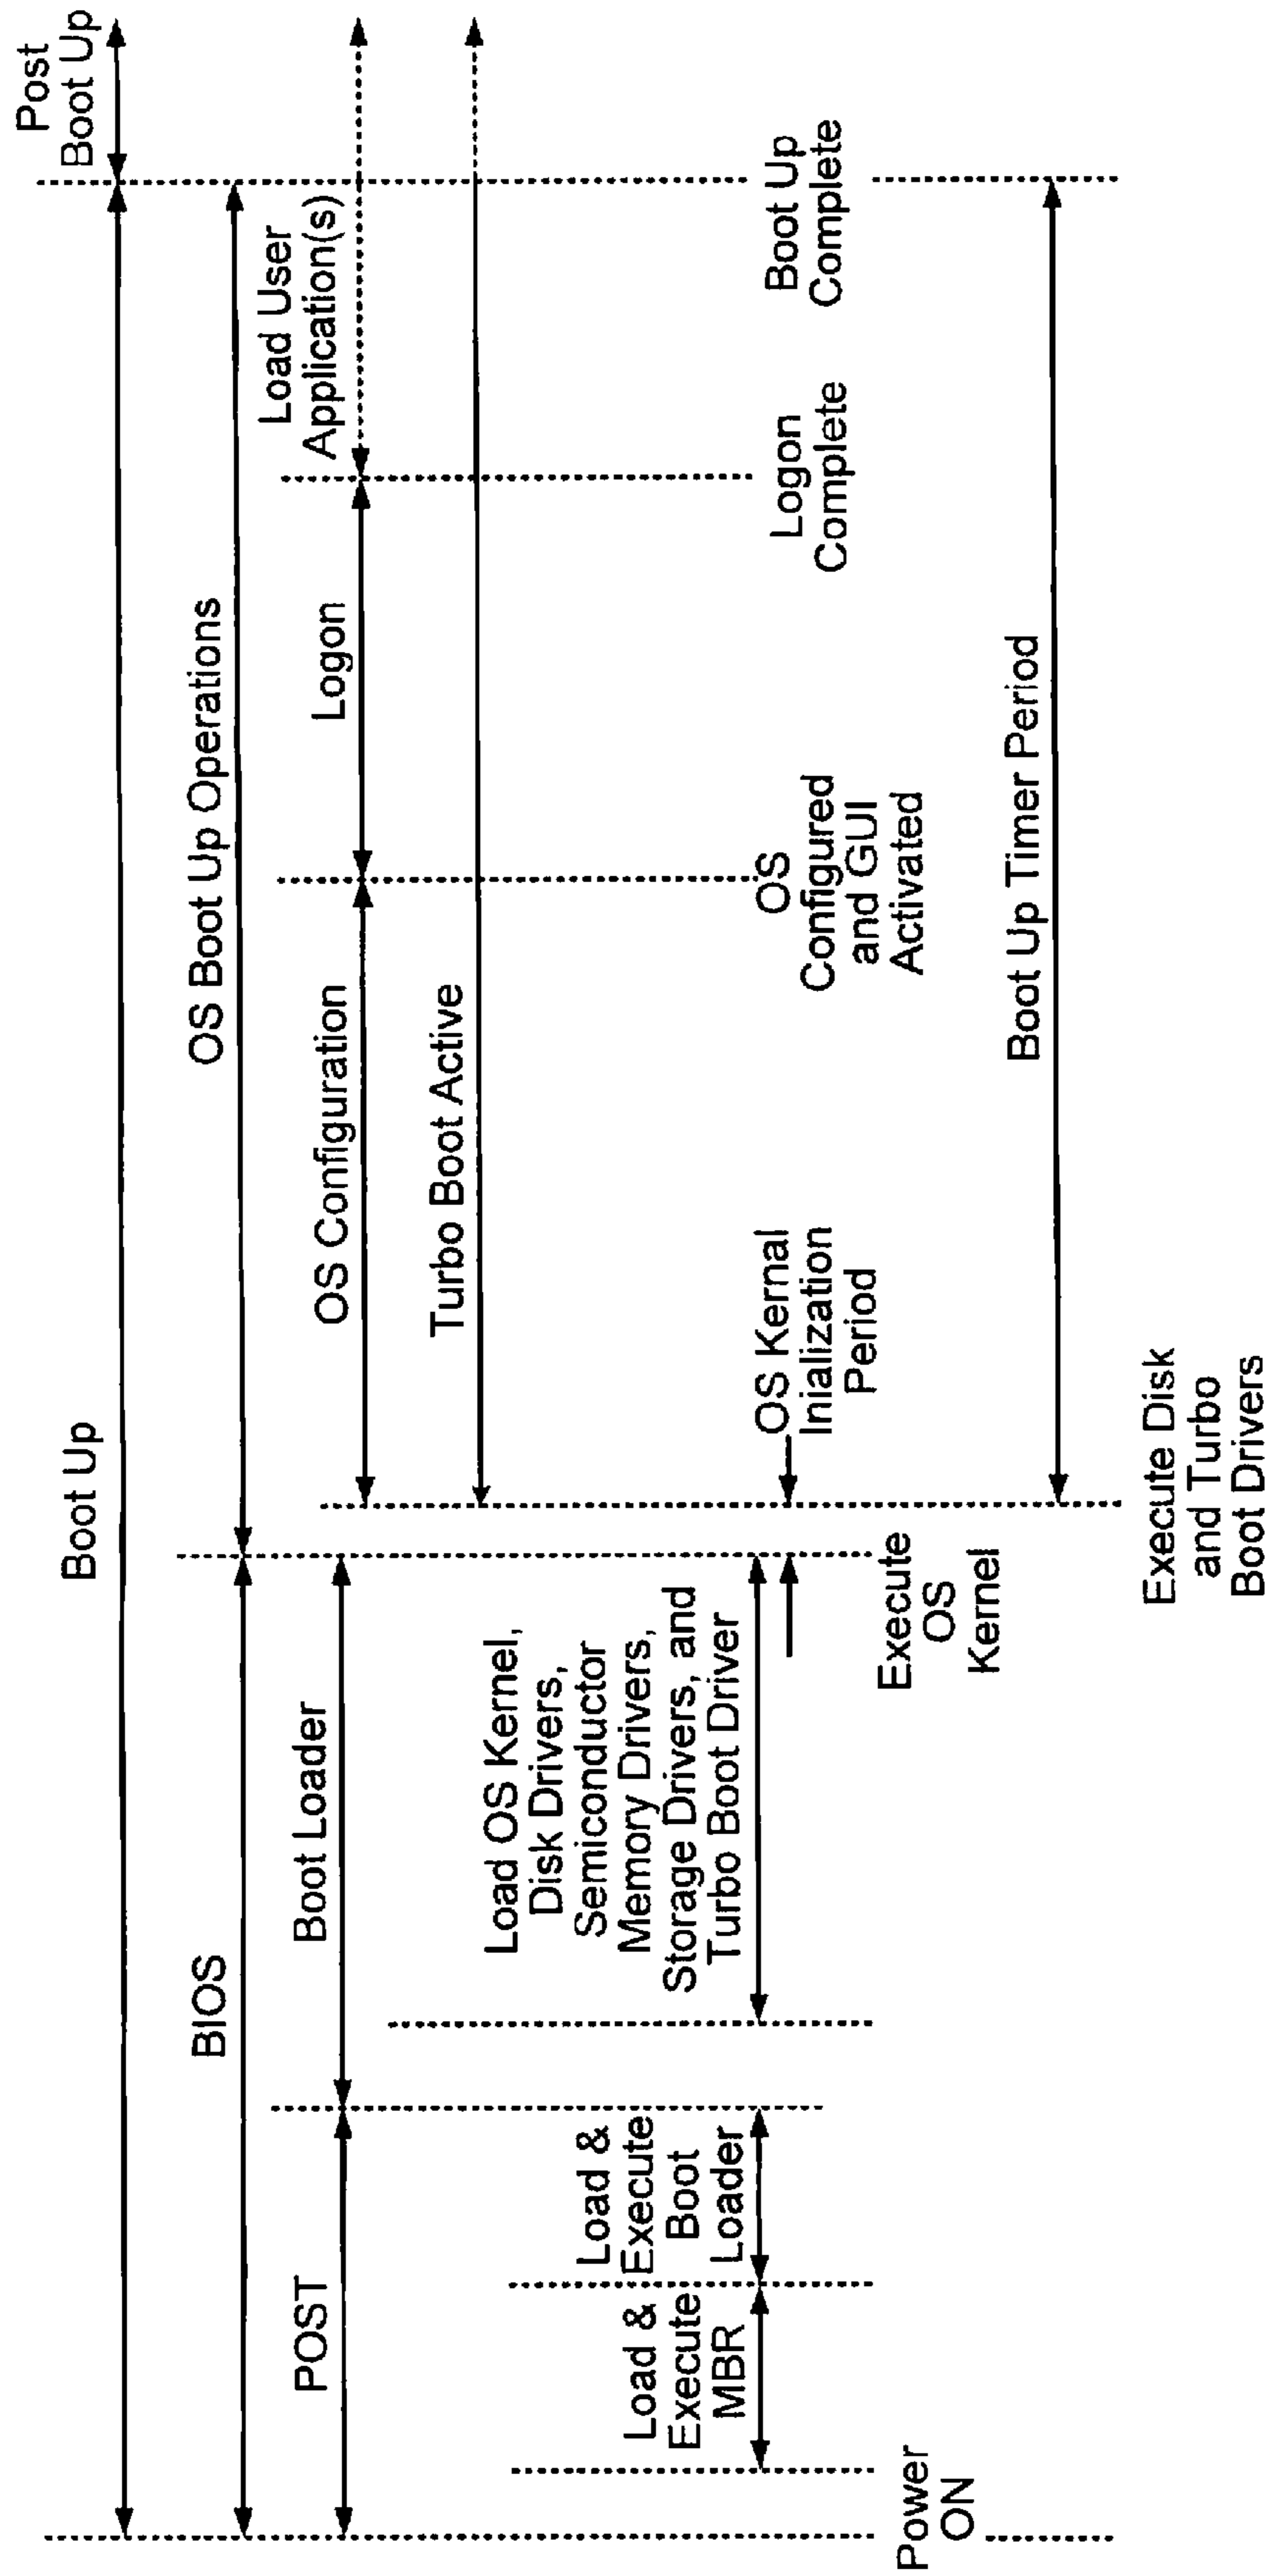 Boot Up
Post
Boot Up
BIOS
OS Boot Up Operations
POST
Boot Loader
OS Configuration
Logon
Load User
Application(s)
Turbo Boot Active
Load &
Execute
MBR
Load &
Execute
Boot
Loader
Load OS Kernel,
Disk Drivers,
Semiconductor
Memory Drivers,
Storage Drivers, and
Turbo Boot Driver
OS Kernal
Inialization
Period
OS
Configured
and GUI
Activated
Logon
Complete
Boot Up
Complete
Power
ON
Execute
OS
Kernel
Boot Up Timer Period
Execute Disk
and Turbo
Boot Drivers